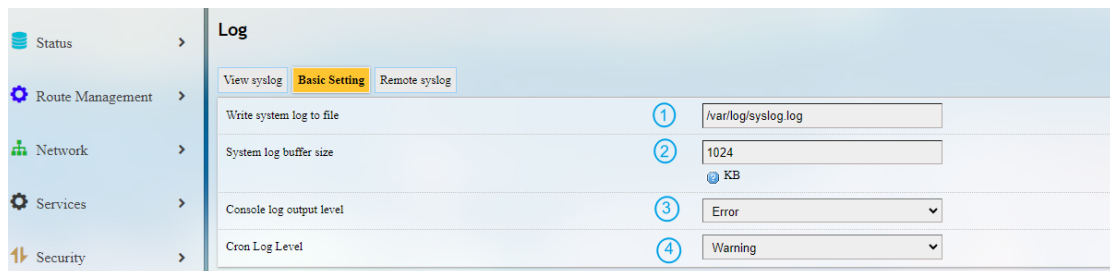 Log
Status
View syslog Basic Setting Remote syslog
Route Management
Write system log to file 1 /var/log/syslog.log
Network
System log buffer size 2 1024
KB
Services
Console log output level 3 Error
Cron Log Level 4 Warning
Security